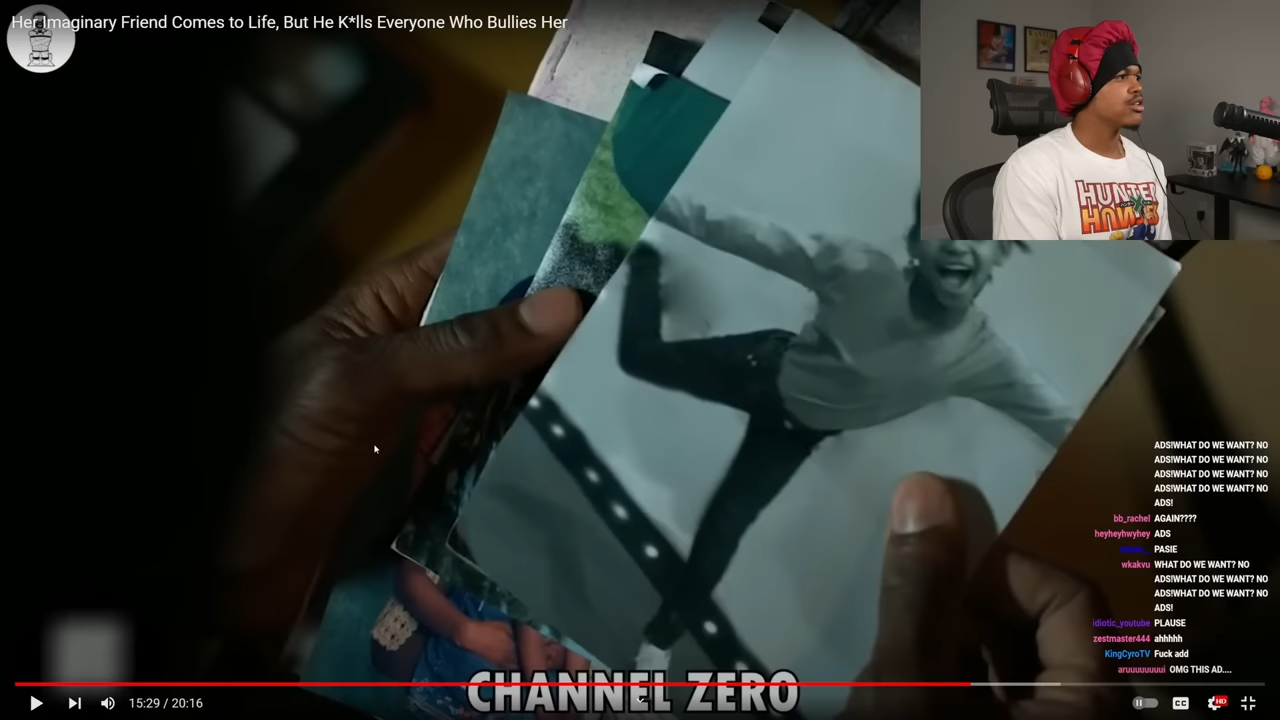 Her Imaginary Friend Comes to Life, But He K*lls Everyone Who Bullies Her
WANTED
HUNTER
ADS!WHAT DO WE WANT? NO
ADS!WHAT DO WE WANT? NO
ADS!WHAT DO WE WANT? NO
ADS!WHAT DO WE WANT? NO
ADS!
bb_rachel AGAIN????
heyheyhwyhey ADS
PASIE
wkakvu WHAT DO WE WANT? NO
ADS!WHAT DO WE WANT? NO
ADS!WHAT DO WE WANT? NO
ADS!
idiotic_youtube PLAUSE
zestmaster444 ahhhhh
KingCyroTV Fuck add
aruuuuuuuui OMG THIS AD....
CHANNEL ZERO
15:29 / 20:16
CC
HD